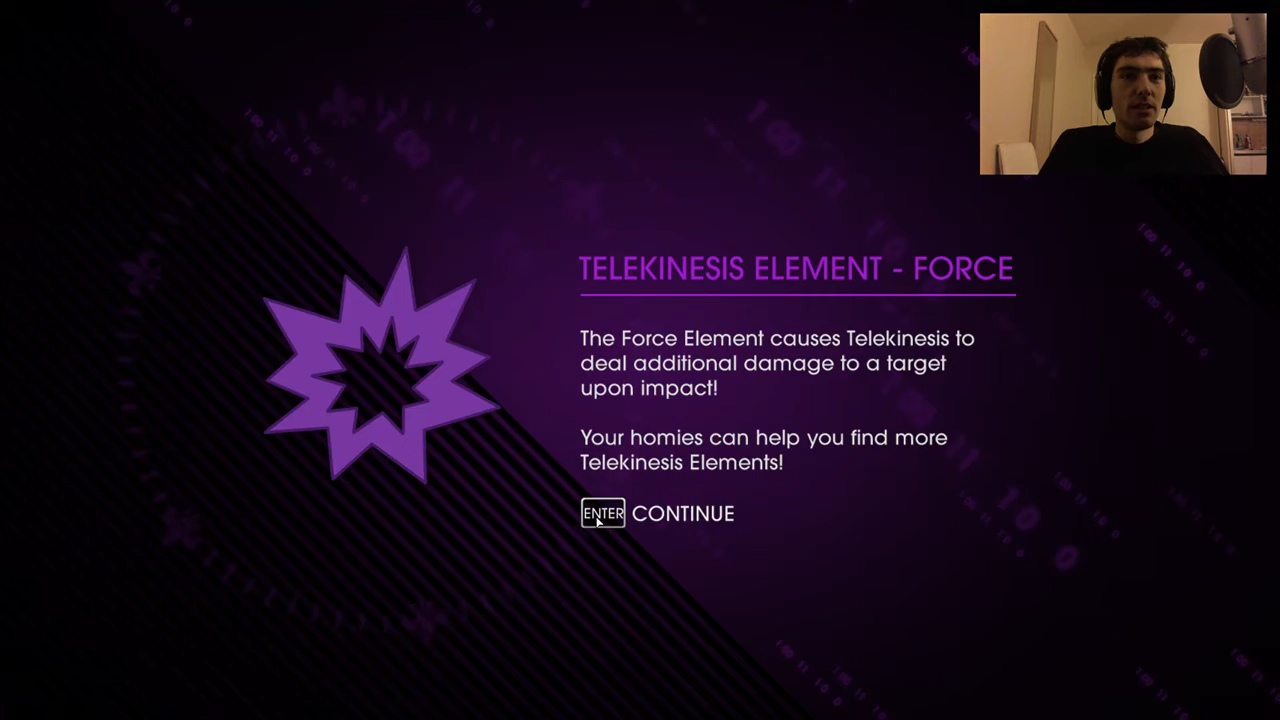 TELEKINESIS ELEMENT - FORCE
The Force Element causes Telekinesis to
deal additional damage to a target
upon impact!
Your homies can help you find more
Telekinesis Elements!
ENTER CONTINUE